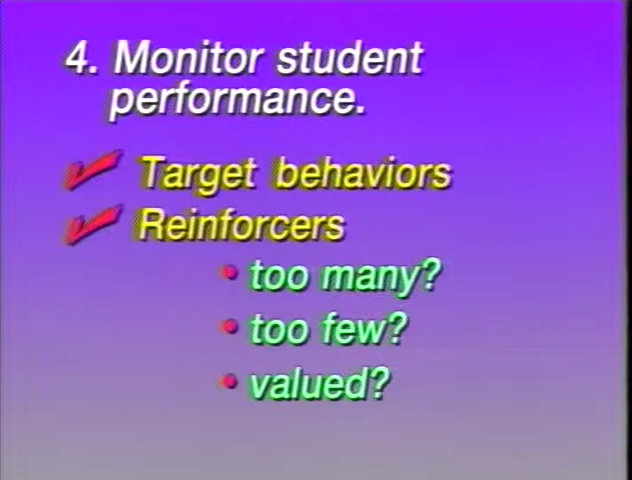 4. Monitor student
performance.
Target behaviors
Reinforcers
• too many?
• too few?
• valued?